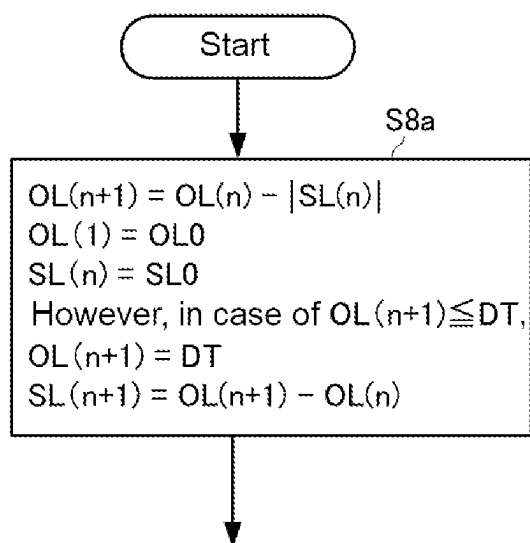 Start
S8a
OL(n+1) = OL(n) − |SL(n)|
OL(1) = OL0
SL(n) = SL0
However, in case of OL(n+1)≦DT,
OL(n+1) = DT
SL(n+1) = OL(n+1) − OL(n)